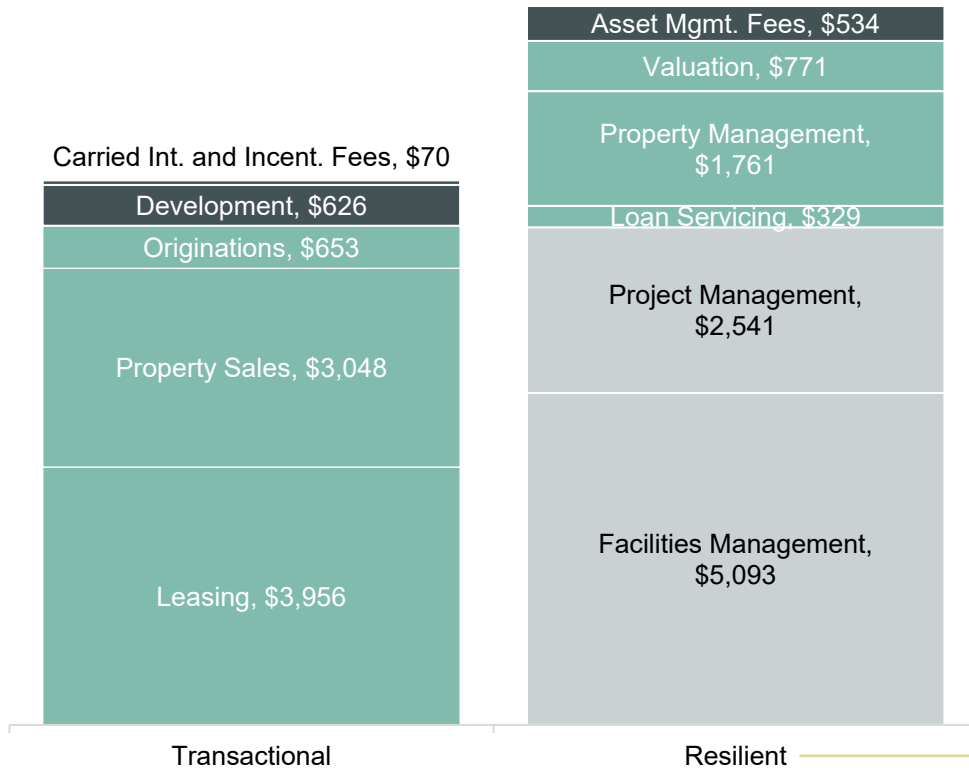 Carried Int. and Incent. Fees, $70
Development, $626
Originations, $653
Property Sales, $3,048
Leasing, $3,956
Transactional
Asset Mgmt. Fees, $534
Valuation, $771
Property Management,
$1,761
Loan Servicing, $329
Project Management,
$2,541
Facilities Management,
$5,093
Resilient